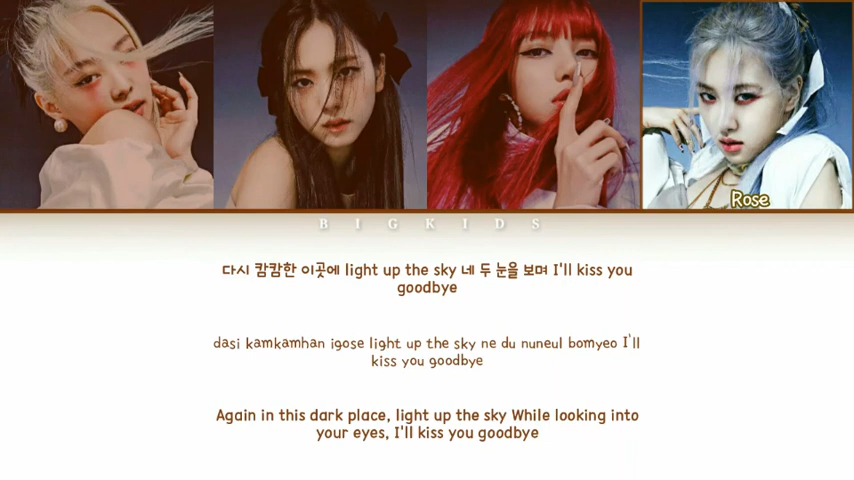 Rose
BIGKIDS
다시 캄캄한 이곳에 light up the sky 네 두 눈을 보며 I'll kiss you
goodbye
dasi kamkamhan igose light up the sky ne du nuneul bomyeo I'll
kiss you goodbye
Again in this dark place, light up the sky While looking into
your eyes, I'll kiss you goodbye